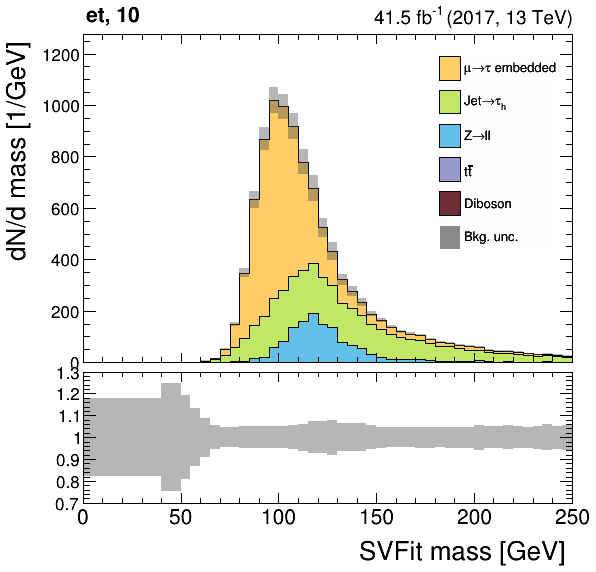 et, 10
41.5 fb⁻¹ (2017, 13 TeV)
dN/d mass [1/GeV]
1200
1000
800
600
400
200
0
μ→τ embedded
Jet→τₕ
Z→ll
tt̅
Diboson
Bkg. unc.
1.3
1.2
1.1
1
0.9
0.8
0.7
0 50 100 150 200 250
SVFit mass [GeV]